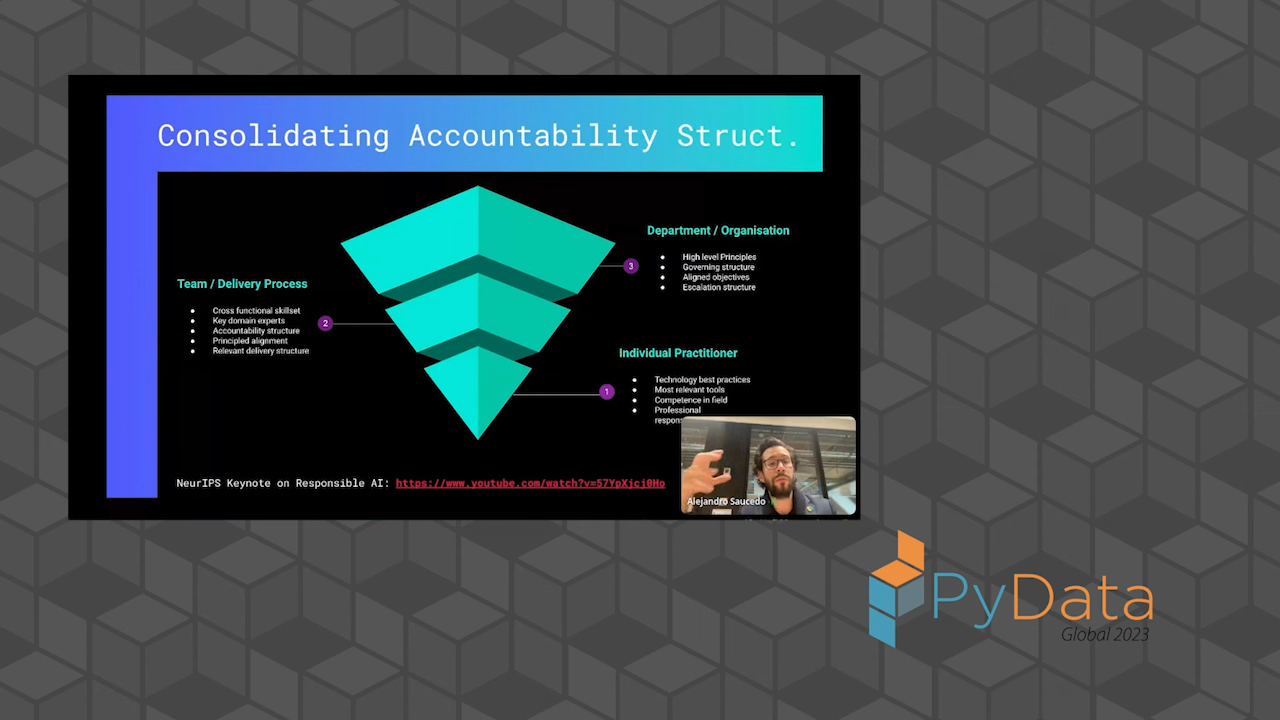 Consolidating Accountability Struct.
Department / Organisation
3
● High level Principles
● Governing structure
● Aligned objectives
● Escalation structure
Team / Delivery Process
2
● Cross functional skillset
● Key domain experts
● Accountability structure
● Principled alignment
● Relevant delivery structure
Individual Practitioner
1
● Technology best practices
● Most relevant tools
● Competence in field
● Professional
NeurIPS Keynote on Responsible AI: https://www.youtube.com/watch?v=57YpXjcj0Ho
Alejandro Saucedo
PyData
Global 2023